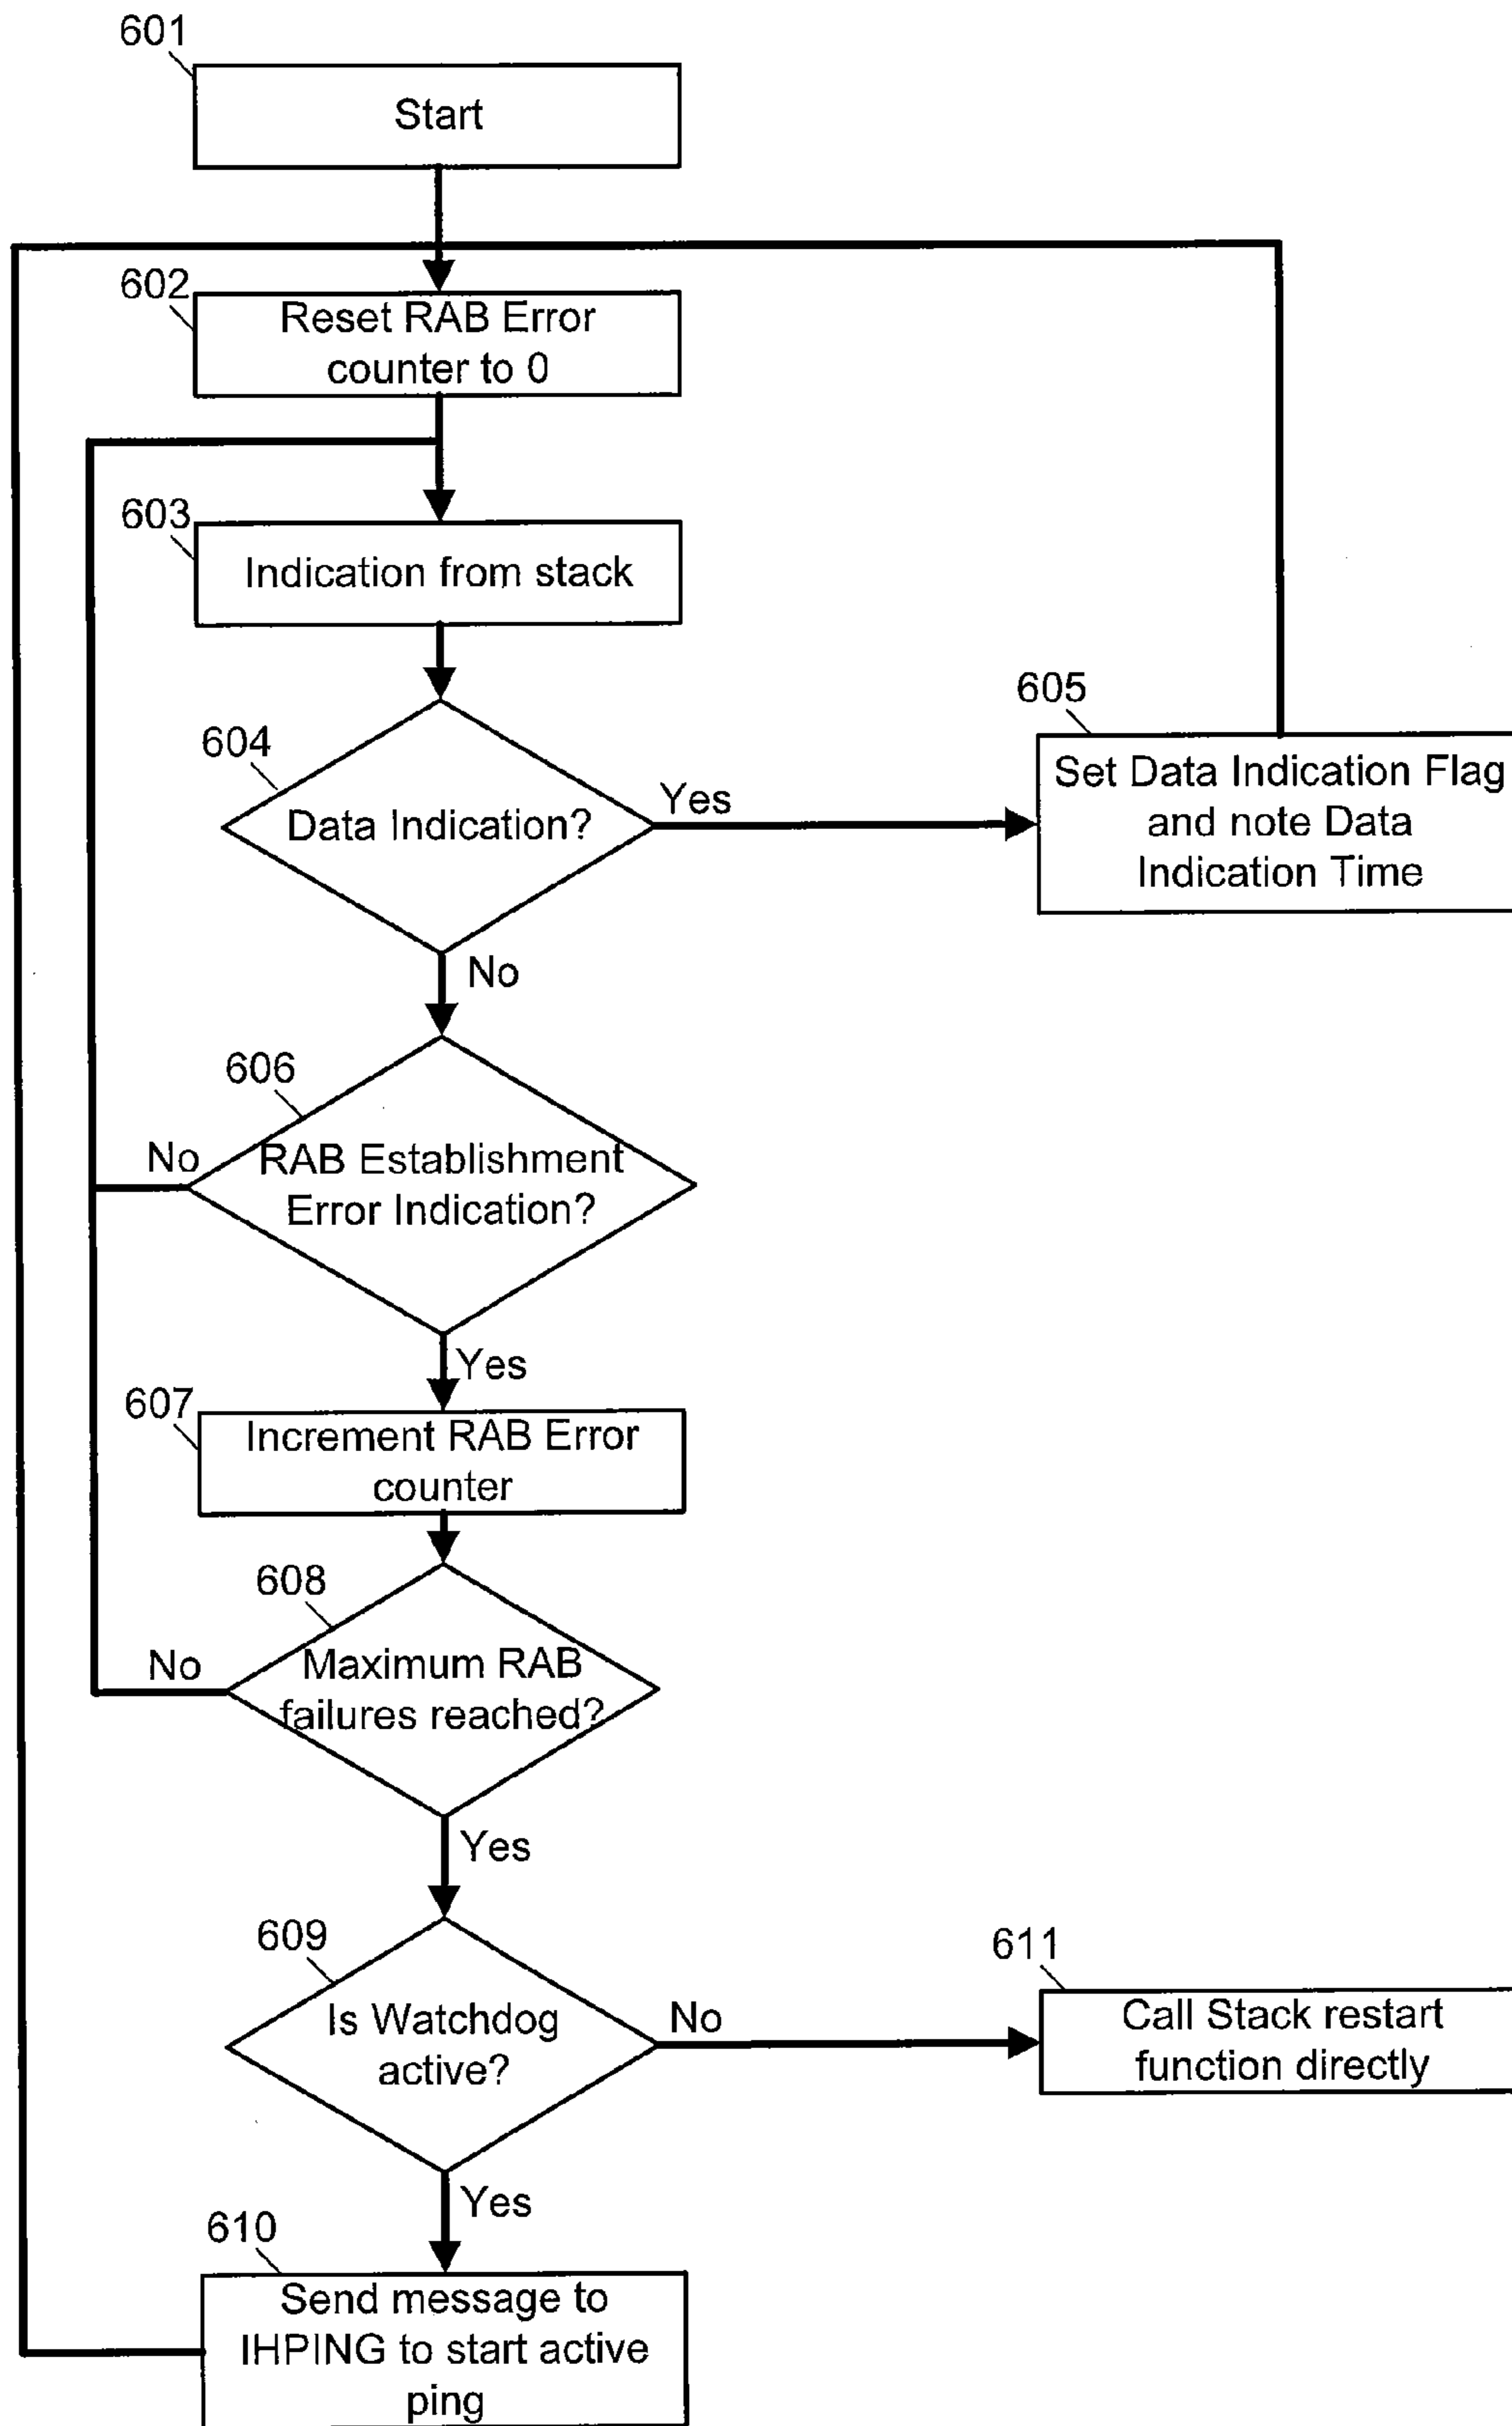 601
Start
602
Reset RAB Error
counter to 0
603
Indication from stack
604
Data Indication?
Yes
605
Set Data Indication Flag
and note Data
Indication Time
No
606
RAB Establishment
Error Indication?
No
Yes
607
Increment RAB Error
counter
608
Maximum RAB
failures reached?
No
Yes
609
Is Watchdog
active?
No
611
Call Stack restart
function directly
Yes
610
Send message to
IHPING to start active
ping